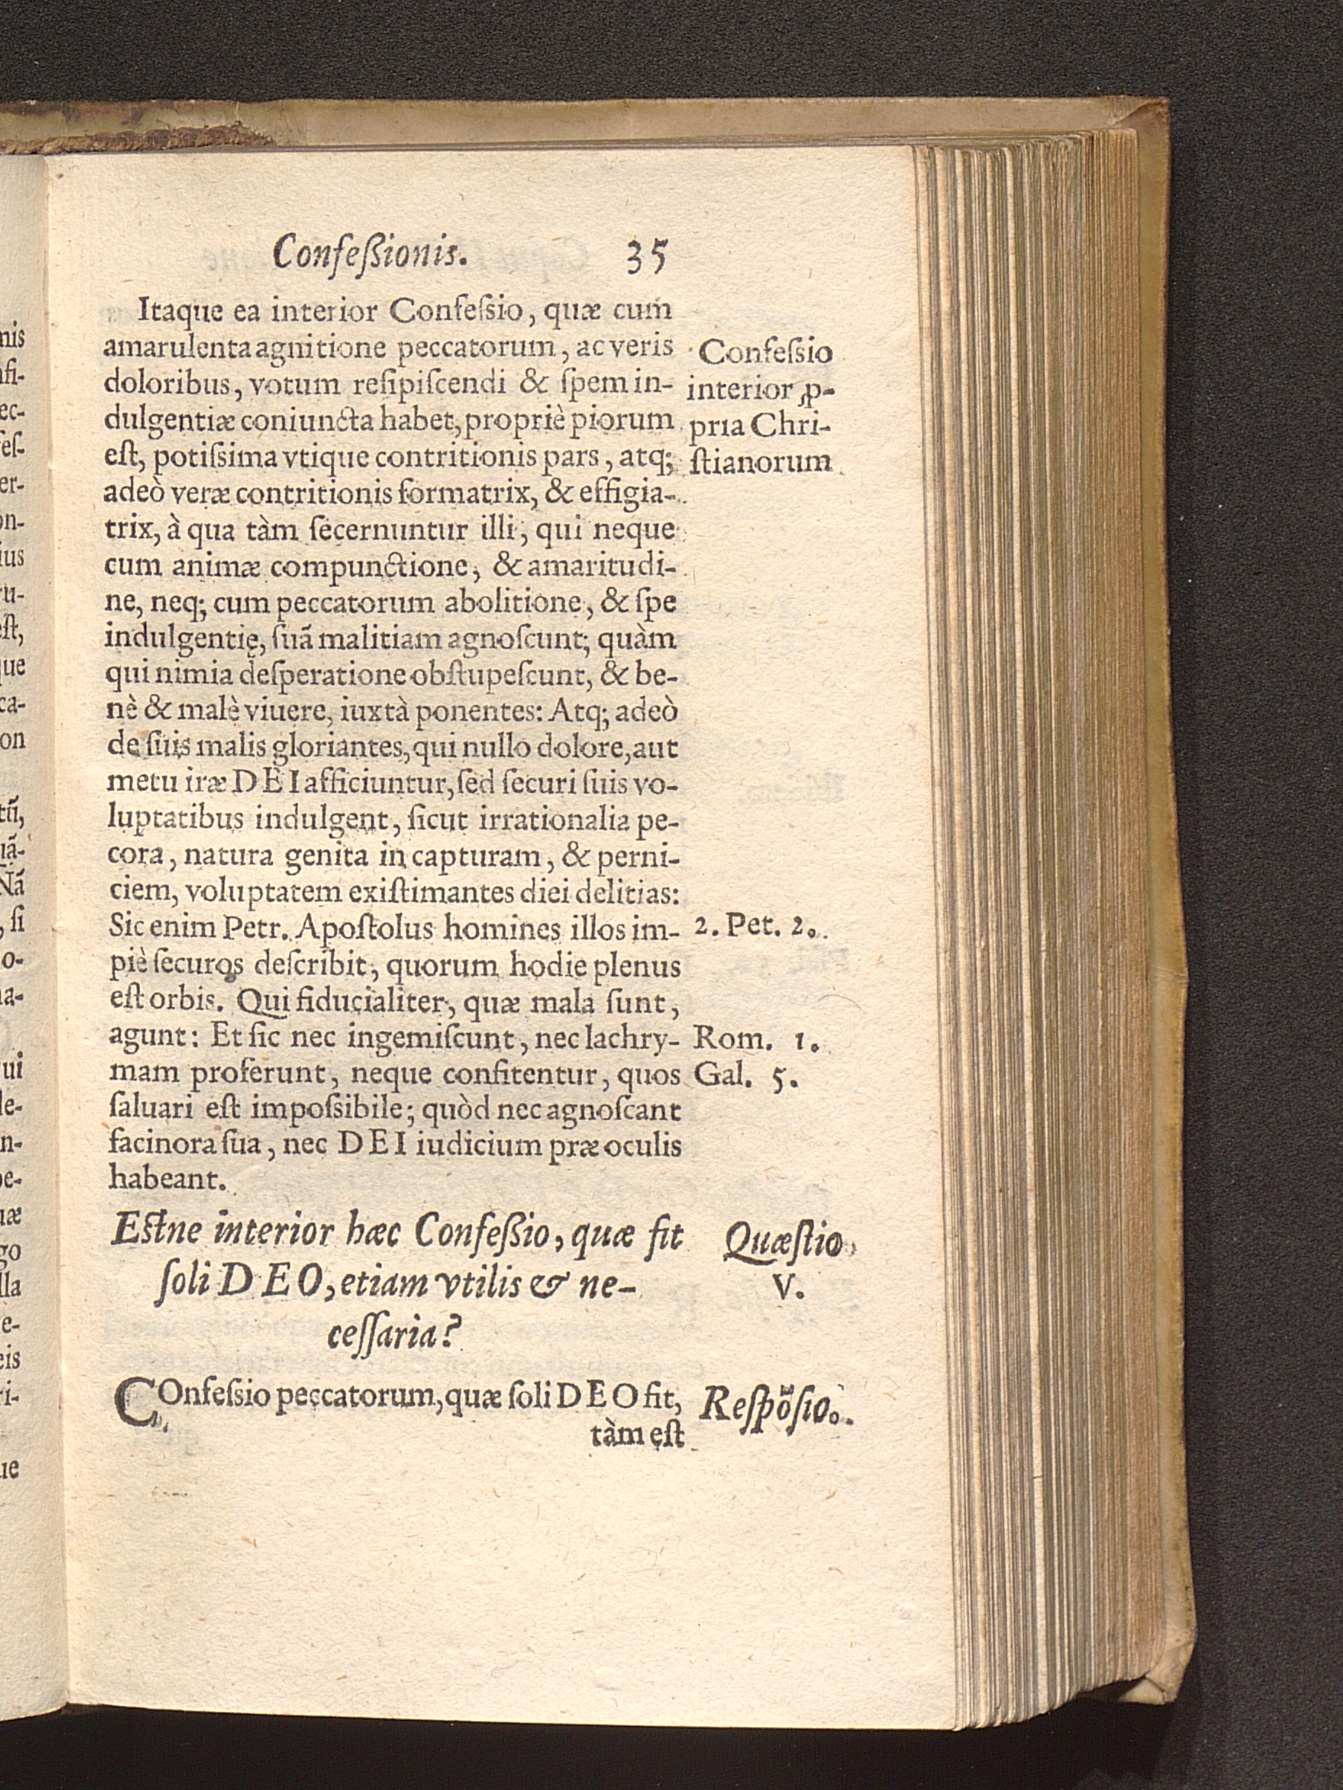 Confeßionis. 35
Itaque ea interior Confeſsio, quæ cum
amarulenta agnitione peccatorum, ac veris
doloribus, votum reſipiſcendi & ſpem in-
dulgentiæ coniuncta habet, propriè piorum
eſt, potiſsima vtique contritionis pars, atq;
adeò veræ contritionis formatrix, & effigia-
trix, à qua tàm ſecernuntur illi, qui neque
cum animæ compunctione, & amaritudi-
ne, neq; cum peccatorum abolitione, & ſpe
indulgentię, ſuã malitiam agnoſcunt; quàm
qui nimia deſperatione obſtupeſcunt, & be-
nè & malè viuere, iuxtà ponentes: Atq; adeò
de ſuis malis gloriantes, qui nullo dolore, aut
metu iræ DEI afficiuntur, ſed ſecuri ſuis vo-
luptatibus indulgent, ſicut irrationalia pe-
cora, natura genita in capturam, & perni-
ciem, voluptatem exiſtimantes diei delitias:
Sic enim Petr. Apoſtolus homines illos im-
piè ſecuros deſcribit, quorum hodie plenus
eſt orbis. Qui fiducialiter, quæ mala ſunt,
agunt: Et ſic nec ingemiſcunt, nec lachry-
mam proferunt, neque confitentur, quos
ſaluari eſt impoſsibile; quòd nec agnoſcant
facinora ſua, nec DEI iudicium præ oculis
habeant.
Eſtne interior hæc Confeßio, quæ fit
ſoli DEO, etiam vtilis & ne-
ceſſaria?
COnfeſsio peccatorum, quæ ſoli DEO fit,
tàm eſt
Confeſsio
interior ꝓ-
pria Chri-
ſtianorum
2. Pet. 2.
Rom. 1.
Gal. 5.
Quæſtio
V.
Reſpõſio.